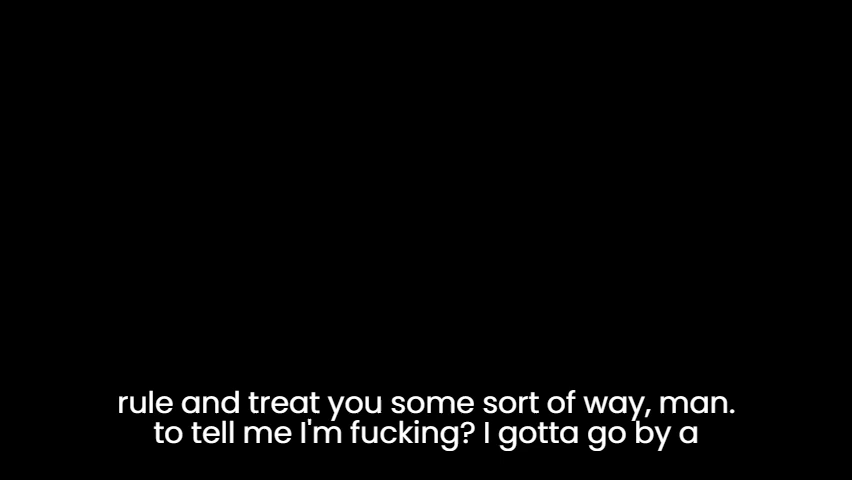 rule and treat you some sort of way, man.
to tell me I'm fucking? I gotta go by a